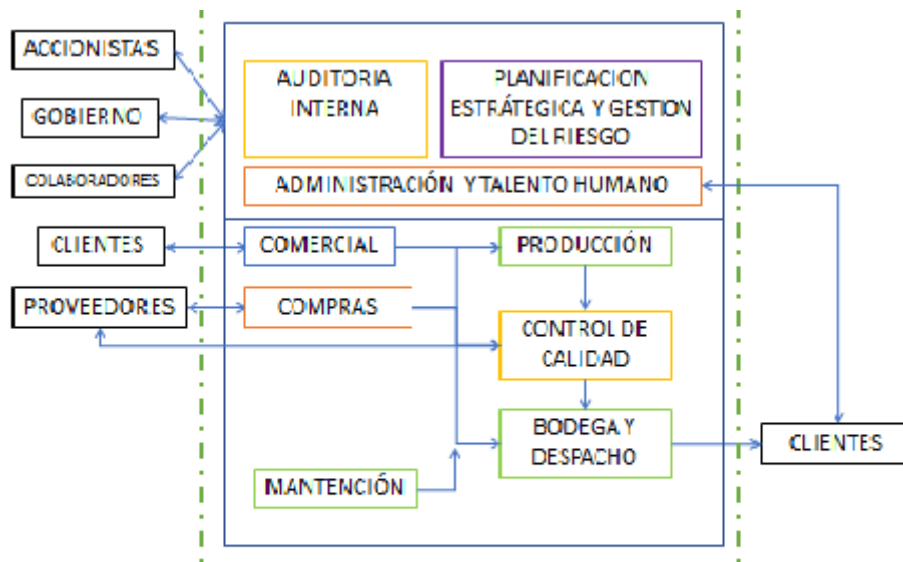 ACCIONISTAS
GOBIERNO
COLABORADORES
CLIENTES
PROVEEDORES
AUDITORIA
INTERNA
PLANIFICACION
ESTRÁTEGICA Y GESTION
DEL RIESGO
ADMINISTRACIÓN Y TALENTO HUMANO
COMERCIAL
COMPRAS
MANTENCIÓN
PRODUCCIÓN
CONTROL DE
CALIDAD
BODEGA Y
DESPACHO
CLIENTES